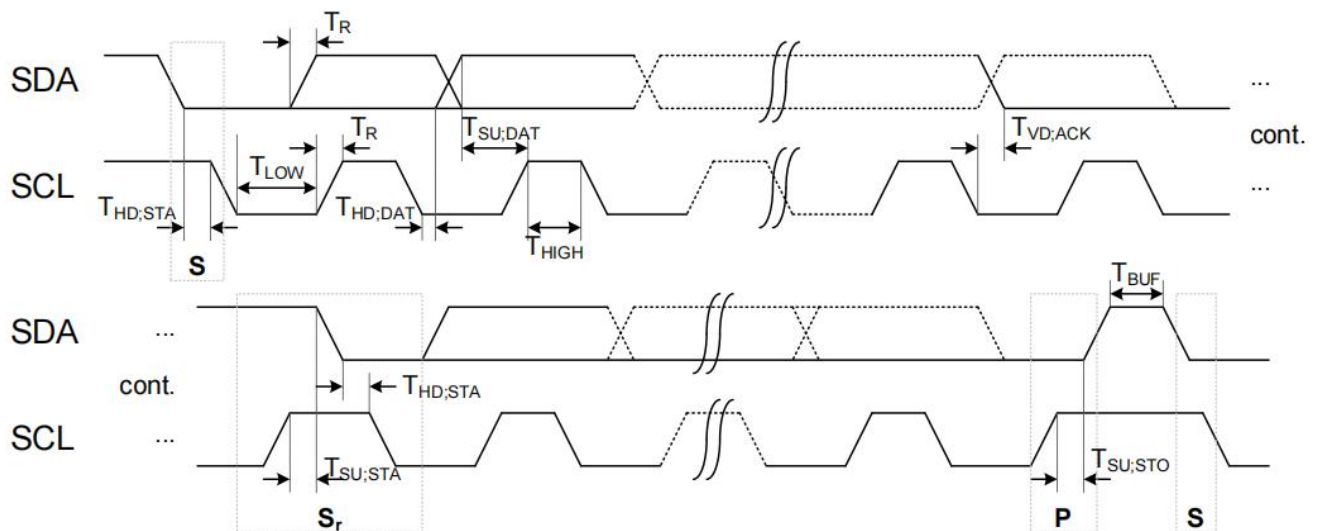 T_R
SDA ...
T_R T_SU;DAT T_VD;ACK cont.
T_LOW
SCL ...
T_HD;STA T_HD;DAT
T_HIGH
S
T_BUF
SDA ...
cont. T_HD;STA
SCL ...
T_SU;STA T_SU;STO
S_r P S